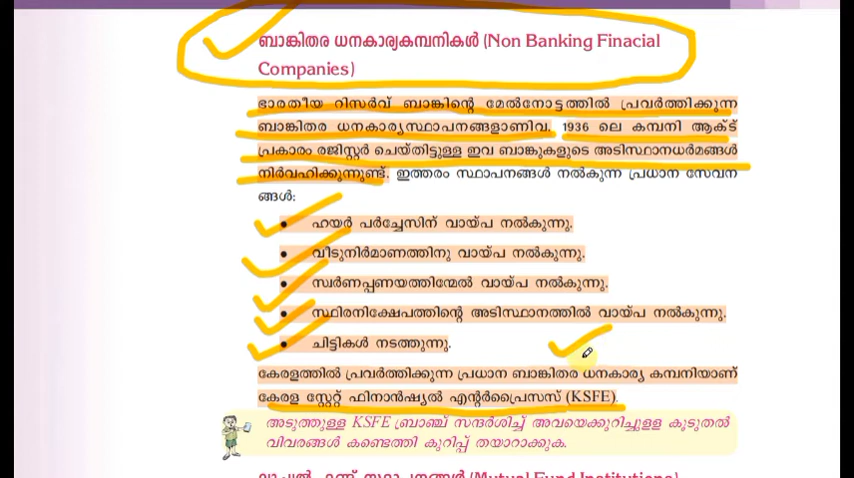 ബാങ്കിതര ധനകാര്യകമ്പനികൾ (Non Banking Finacial
Companies)
ഭാരതീയ റിസർവ് ബാങ്കിന്റെ മേൽനോട്ടത്തിൽ പ്രവർത്തിക്കുന്ന
ബാങ്കിതര ധനകാര്യസ്ഥാപനങ്ങളാണിവ. 1936 ലെ കമ്പനി ആക്ട്
പ്രകാരം രജിസ്റ്റർ ചെയ്തിട്ടുള്ള ഇവ ബാങ്കുകളുടെ അടിസ്ഥാനധർമങ്ങൾ
നിർവഹിക്കുന്നുണ്ട്. ഇത്തരം സ്ഥാപനങ്ങൾ നൽകുന്ന പ്രധാന സേവന
ങ്ങൾ:
• ഹയർ പർച്ചേസിന് വായ്പ നൽകുന്നു.
• വീടുനിർമാണത്തിനു വായ്പ നൽകുന്നു.
• സ്വർണപ്പണയത്തിന്മേൽ വായ്പ നൽകുന്നു.
• സ്ഥിരനിക്ഷേപത്തിന്റെ അടിസ്ഥാനത്തിൽ വായ്പ നൽകുന്നു.
• ചിട്ടികൾ നടത്തുന്നു.
കേരളത്തിൽ പ്രവർത്തിക്കുന്ന പ്രധാന ബാങ്കിതര ധനകാര്യ കമ്പനിയാണ്
കേരള സ്റ്റേറ്റ് ഫിനാൻഷ്യൽ എന്റർപ്രൈസസ് (KSFE).
അടുത്തുള്ള KSFE ബ്രാഞ്ച് സന്ദർശിച്ച് അവയെക്കുറിച്ചുളള കൂടുതൽ
വിവരങ്ങൾ കണ്ടെത്തി കുറിപ്പ് തയാറാക്കുക.
(Mutual Fund Institutions)